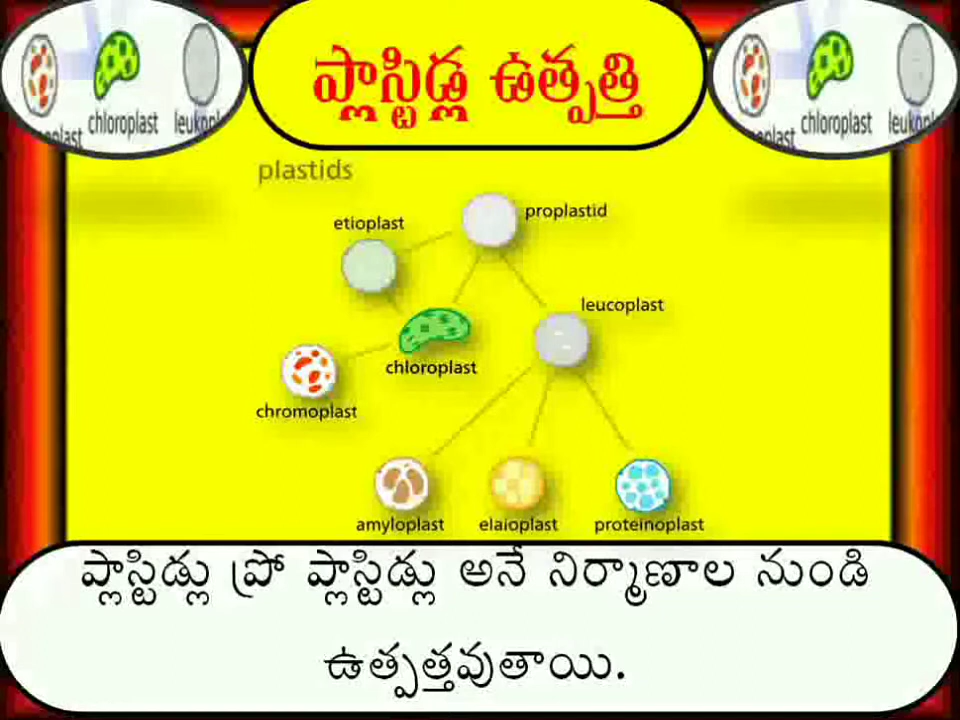 ప్లాస్టిడ్ల ఉత్పత్తి
chloroplast
chloroplast
plastids
proplastid
etioplast
leucoplast
chloroplast
chromoplast
amyloplast elaioplast proteinoplast
ప్లాస్టిడ్లు ప్రో ప్లాస్టిడ్లు అనే నిర్మాణాల నుండి
ఉత్పత్తవుతాయి.